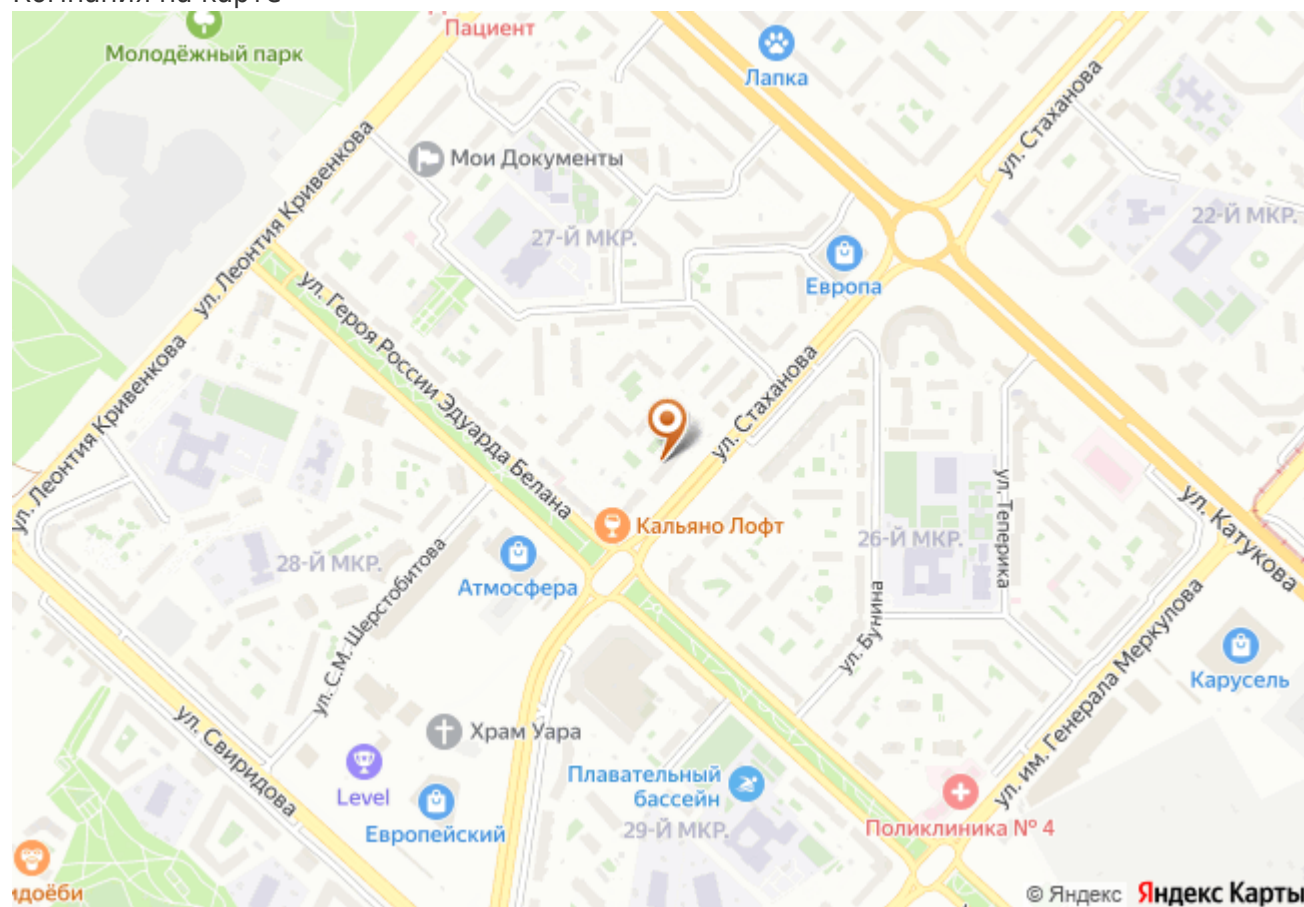 Пациент
Молодёжный парк
Лапка
ул. Стаханова
ул. Леонтия Кривенкова
Мои Документы
22-Й МКР.
27-Й МКР.
Европа
ул. Героя России Эдуарда Белана
ул. Леонтия Кривенкова
ул. Стаханова
ул. Теперика
ул. Катукова
Кальяно Лофт
26-Й МКР.
28-Й МКР.
Атмосфера
ул. С.М. Шерстобитова
ул. Бунина
ул. им. Генерала Меркулова
Карусель
ул. Свиридова
Храм Уара
Level
Плавательный
бассейн
Европейский
29-Й МКР.
Поликлиника № 4
идоёби
© Яндекс Яндекс Карты